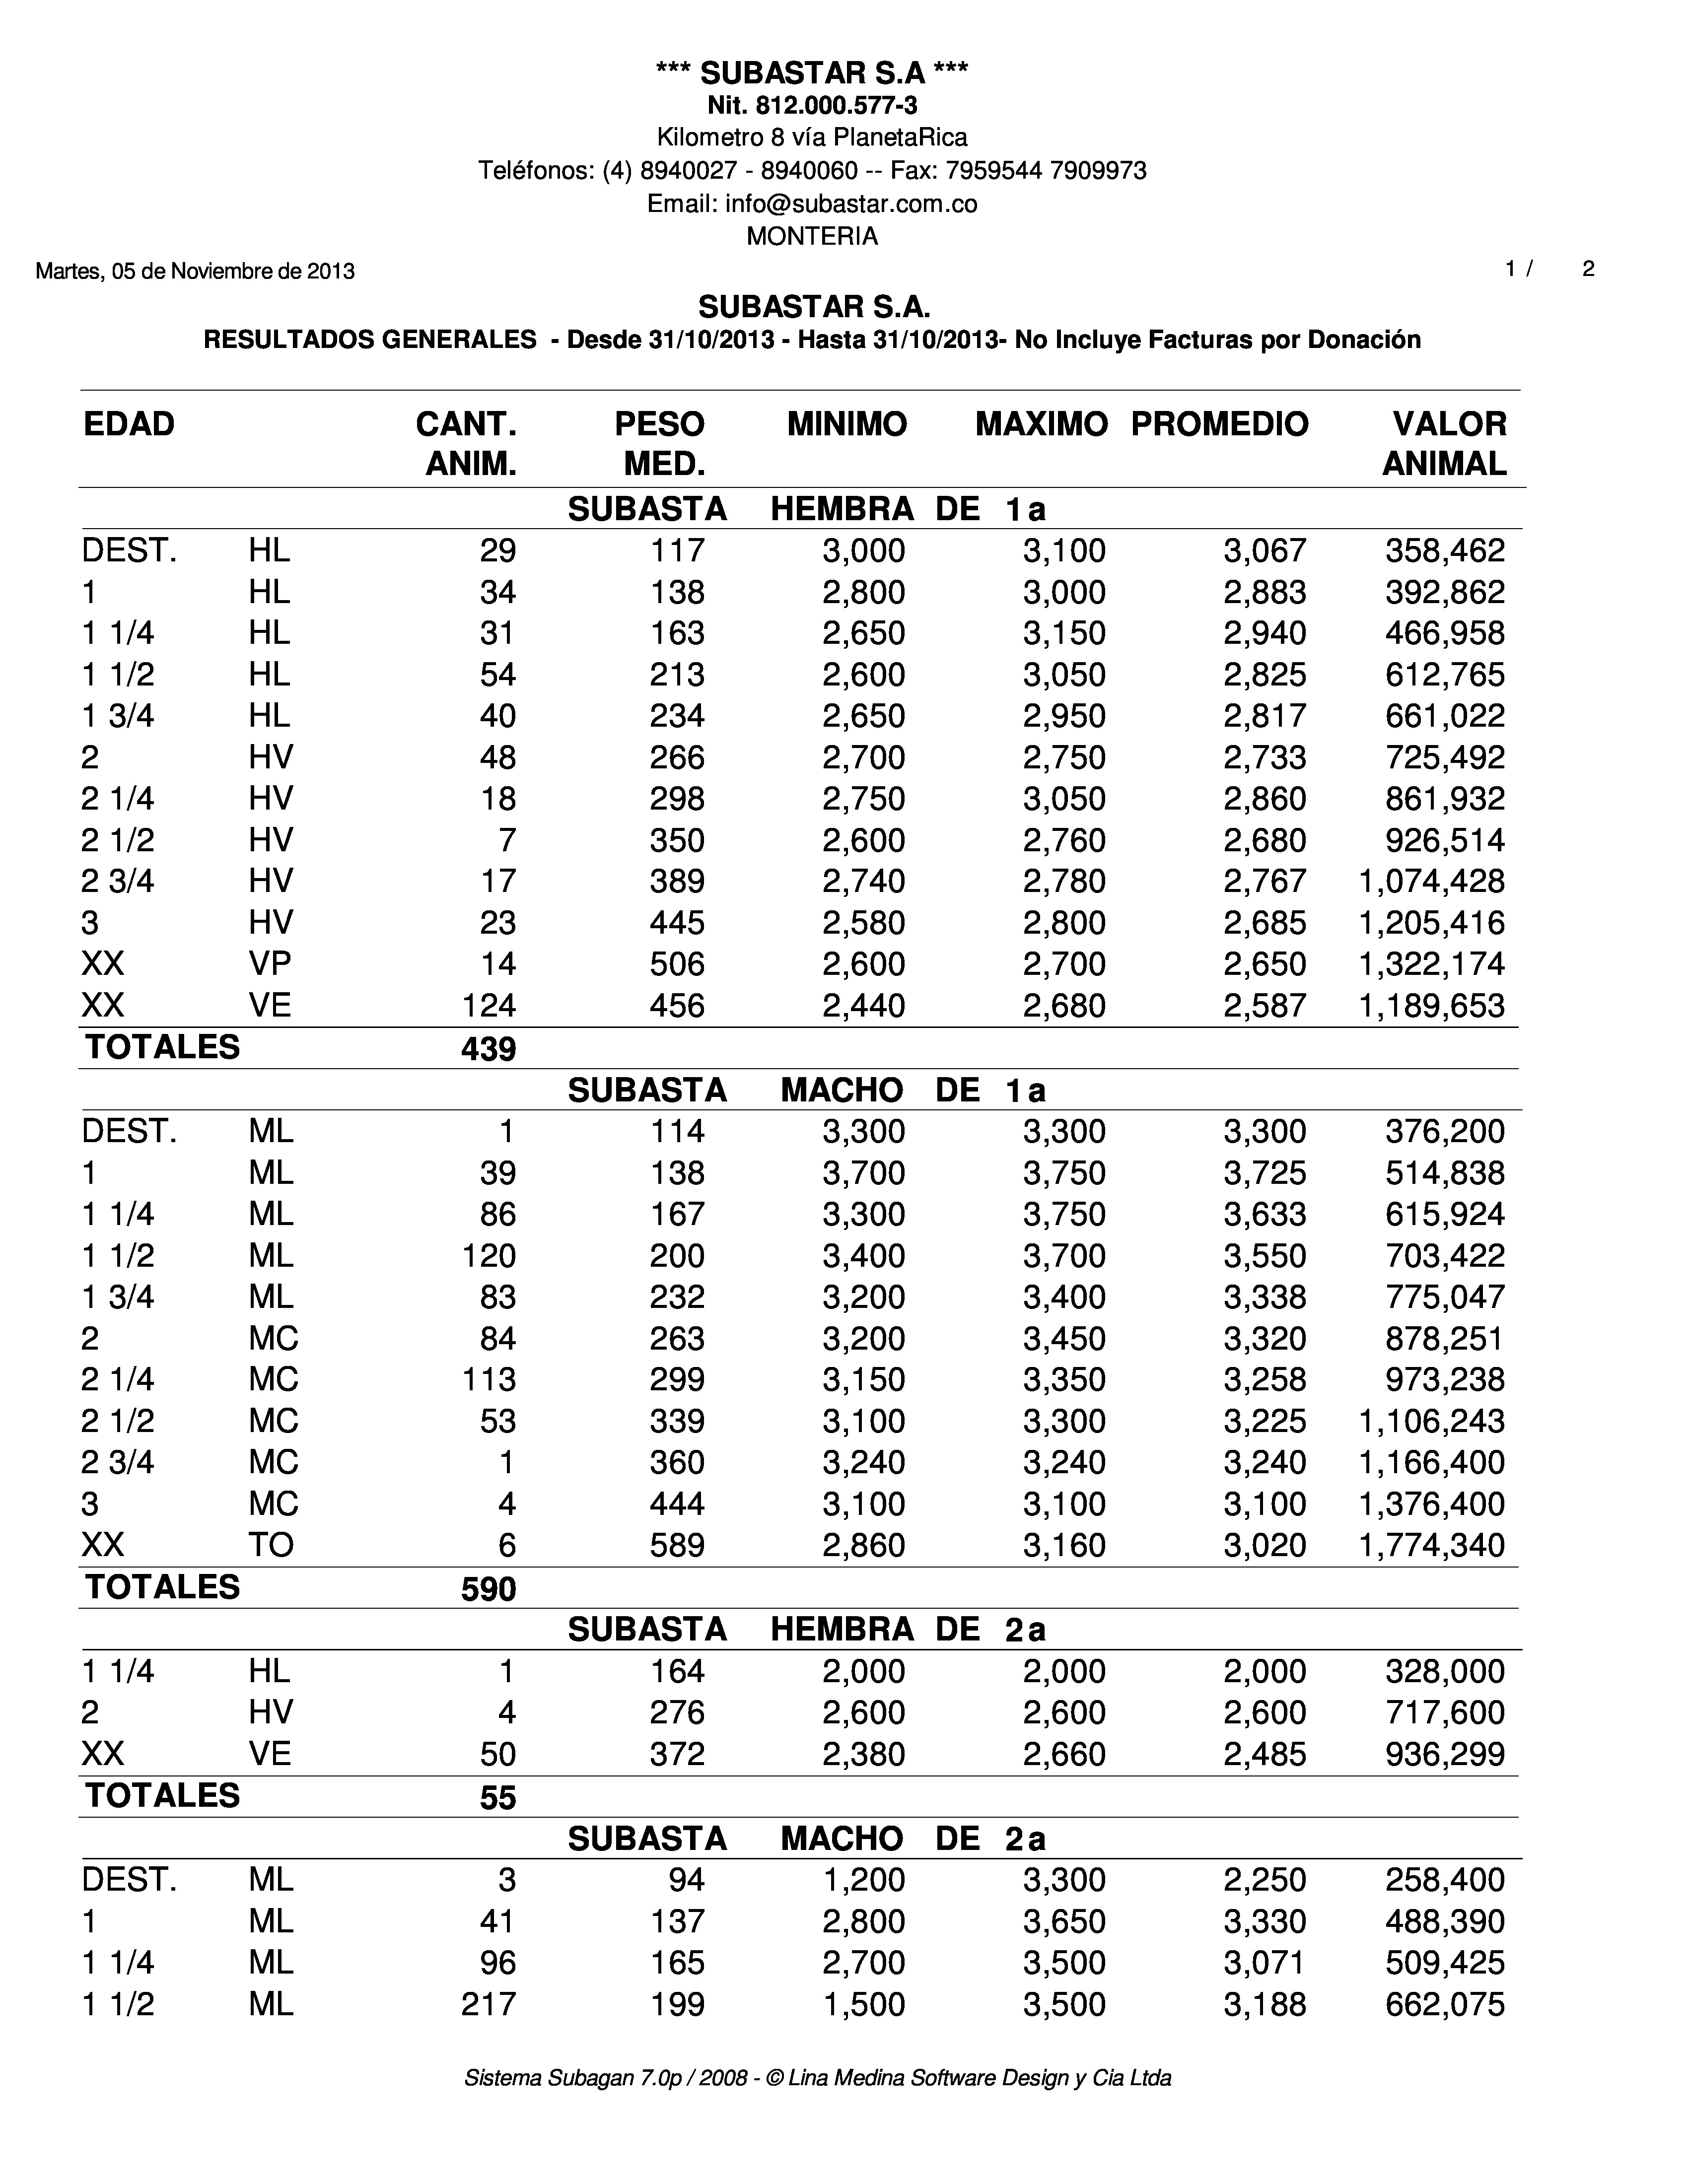 *** SUBASTAR S.A ***
Nit. 812.000.577-3
Kilometro 8 vía PlanetaRica
Teléfonos: (4) 8940027 - 8940060 -- Fax: 7959544 7909973
Email: info@subastar.com.co
MONTERIA
Martes, 05 de Noviembre de 2013 1 / 2
SUBASTAR S.A.
RESULTADOS GENERALES - Desde 31/10/2013 - Hasta 31/10/2013- No Incluye Facturas por Donación
EDAD CANT. PESO MINIMO MAXIMO PROMEDIO VALOR
ANIM. MED. ANIMAL
SUBASTA HEMBRA DE 1a
DEST. HL 29 117 3,000 3,100 3,067 358,462
1 HL 34 138 2,800 3,000 2,883 392,862
1 1/4 HL 31 163 2,650 3,150 2,940 466,958
1 1/2 HL 54 213 2,600 3,050 2,825 612,765
1 3/4 HL 40 234 2,650 2,950 2,817 661,022
2 HV 48 266 2,700 2,750 2,733 725,492
2 1/4 HV 18 298 2,750 3,050 2,860 861,932
2 1/2 HV 7 350 2,600 2,760 2,680 926,514
2 3/4 HV 17 389 2,740 2,780 2,767 1,074,428
3 HV 23 445 2,580 2,800 2,685 1,205,416
XX VP 14 506 2,600 2,700 2,650 1,322,174
XX VE 124 456 2,440 2,680 2,587 1,189,653
TOTALES 439
SUBASTA MACHO DE 1a
DEST. ML 1 114 3,300 3,300 3,300 376,200
1 ML 39 138 3,700 3,750 3,725 514,838
1 1/4 ML 86 167 3,300 3,750 3,633 615,924
1 1/2 ML 120 200 3,400 3,700 3,550 703,422
1 3/4 ML 83 232 3,200 3,400 3,338 775,047
2 MC 84 263 3,200 3,450 3,320 878,251
2 1/4 MC 113 299 3,150 3,350 3,258 973,238
2 1/2 MC 53 339 3,100 3,300 3,225 1,106,243
2 3/4 MC 1 360 3,240 3,240 3,240 1,166,400
3 MC 4 444 3,100 3,100 3,100 1,376,400
XX TO 6 589 2,860 3,160 3,020 1,774,340
TOTALES 590
SUBASTA HEMBRA DE 2a
1 1/4 HL 1 164 2,000 2,000 2,000 328,000
2 HV 4 276 2,600 2,600 2,600 717,600
XX VE 50 372 2,380 2,660 2,485 936,299
TOTALES 55
SUBASTA MACHO DE 2a
DEST. ML 3 94 1,200 3,300 2,250 258,400
1 ML 41 137 2,800 3,650 3,330 488,390
1 1/4 ML 96 165 2,700 3,500 3,071 509,425
1 1/2 ML 217 199 1,500 3,500 3,188 662,075
Sistema Subagan 7.0p / 2008 - © Lina Medina Software Design y Cia Ltda